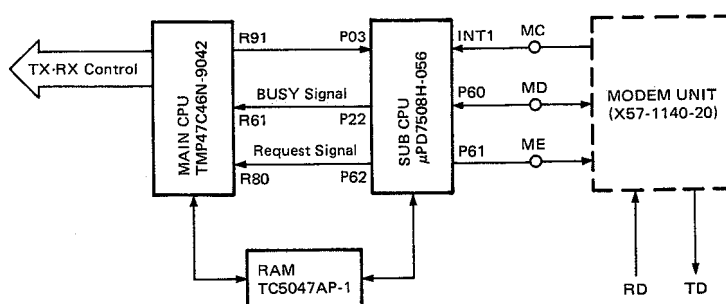 TX·RX Control
MAIN CPU
TMP47C46N-9042
R91
P03
BUSY Signal
R61
P22
Request Signal
R80
P62
SUB CPU
μPD7508H-056
INT1
MC
P60
MD
P61
ME
MODEM UNIT
(X57-1140-20)
RAM
TC5047AP-1
RD
TD